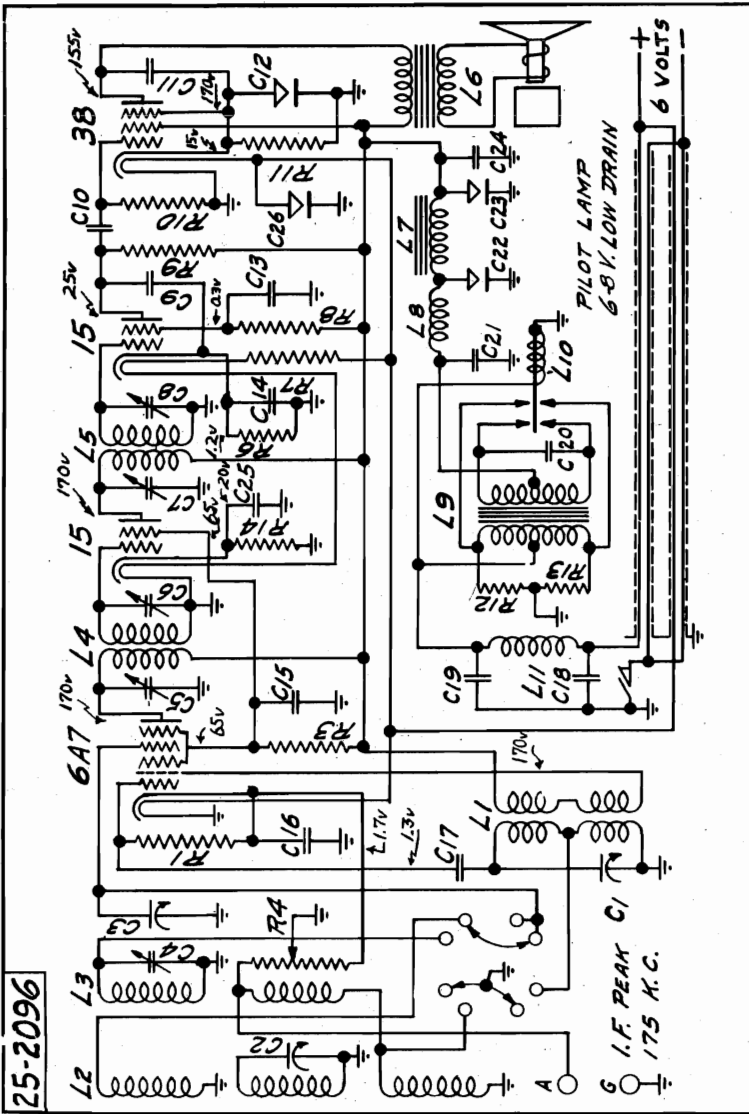 25-2096
L2
L3
C4
C3
C2
R4
A
G
I.F. PEAK
175 K.C.
C1
R1
C16
1.7V
1.3V
C17
L1
170V
6A7
170V
65V
C5
L4
C6
C15
R3
15
170V
C7
L5
C8
65V
20V
1.2V
C25
R14
R6
C14
R7
15
25V
.03V
C9
C13
R8
R9
C10
R10
38
155V
C11
170V
15V
C12
R11
C26
L6
C24
L7
C23
C22
L8
C21
L10
C20
L9
R12
R13
C19
L11
C18
PILOT LAMP
6-8 V. LOW DRAIN
+
6 VOLTS
–